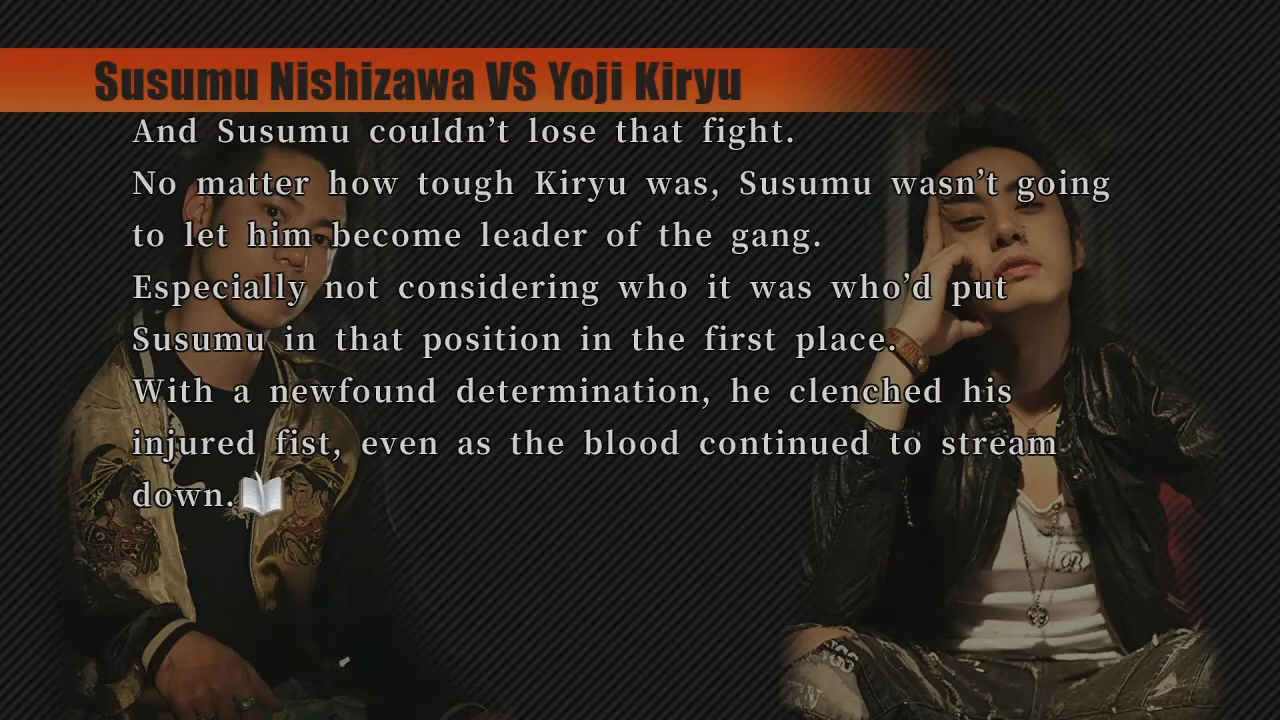 Susumu Nishizawa VS Yoji Kiryu
And Susumu couldn’t lose that fight.
No matter how tough Kiryu was, Susumu wasn’t going
to let him become leader of the gang.
Especially not considering who it was who’d put
Susumu in that position in the first place.
With a newfound determination, he clenched his
injured fist, even as the blood continued to stream
down.